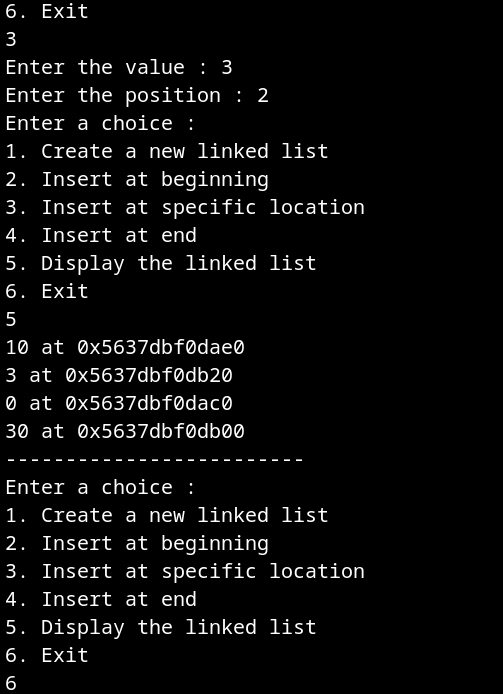 6. Exit
3
Enter the value : 3
Enter the position : 2
Enter a choice :
1. Create a new linked list
2. Insert at beginning
3. Insert at specific location
4. Insert at end
5. Display the linked list
6. Exit
5
10 at 0x5637dbf0dae0
3 at 0x5637dbf0db20
0 at 0x5637dbf0dac0
30 at 0x5637dbf0db00
-------------------------
Enter a choice :
1. Create a new linked list
2. Insert at beginning
3. Insert at specific location
4. Insert at end
5. Display the linked list
6. Exit
6